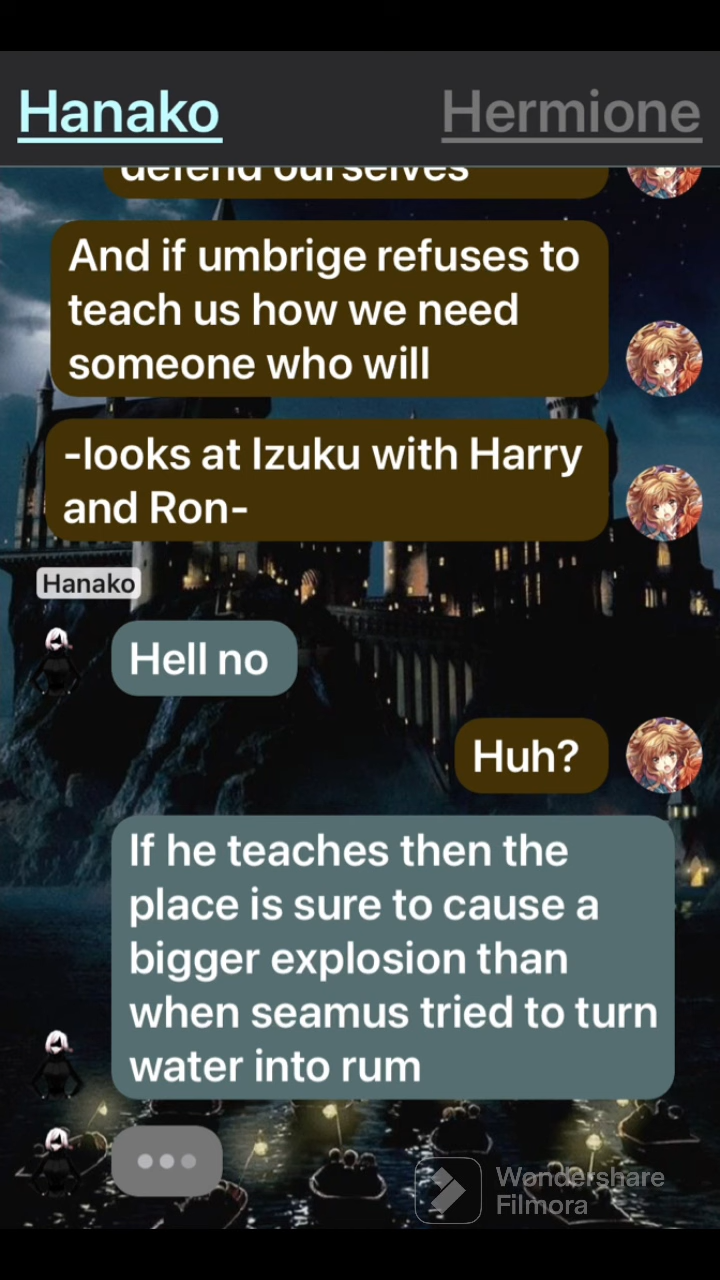 Hanako
Hermione
defend ourselves
And if umbrige refuses to
teach us how we need
someone who will
-looks at Izuku with Harry
and Ron-
Hanako
Hell no
Huh?
If he teaches then the
place is sure to cause a
bigger explosion than
when seamus tried to turn
water into rum
Wondershare
Filmora